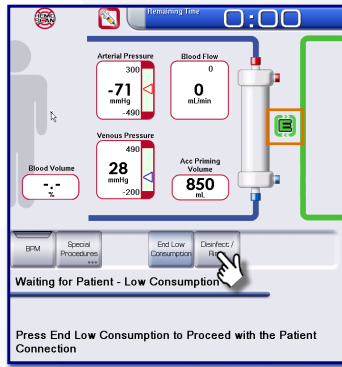 HEMO
SCAN
Remaining Time
0:00
Arterial Pressure
300
-71
mmHg
-490
Blood Flow
0
0
mL/min
Venous Pressure
490
28
mmHg
-200
Blood Volume
-.-
%
Acc Priming
Volume
850
mL
E
BPM
Special
Procedures
End Low
Consumption
Disinfect /
Waiting for Patient - Low Consumption
Press End Low Consumption to Proceed with the Patient
Connection